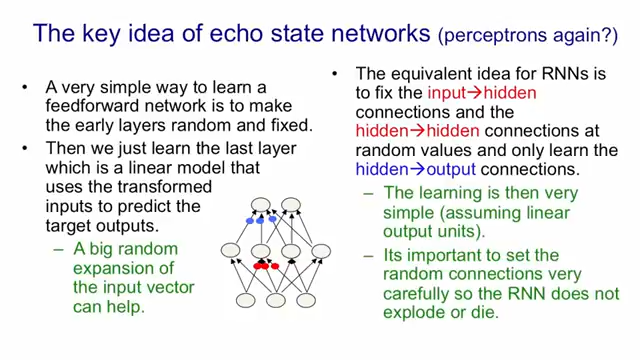 The key idea of echo state networks (perceptrons again?)
• A very simple way to learn a
feedforward network is to make
the early layers random and fixed.
• Then we just learn the last layer
which is a linear model that
uses the transformed
inputs to predict the
target outputs.
– A big random
expansion of
the input vector
can help.
• The equivalent idea for RNNs is
to fix the input→hidden
connections and the
hidden→hidden connections at
random values and only learn the
hidden→output connections.
– The learning is then very
simple (assuming linear
output units).
– Its important to set the
random connections very
carefully so the RNN does not
explode or die.